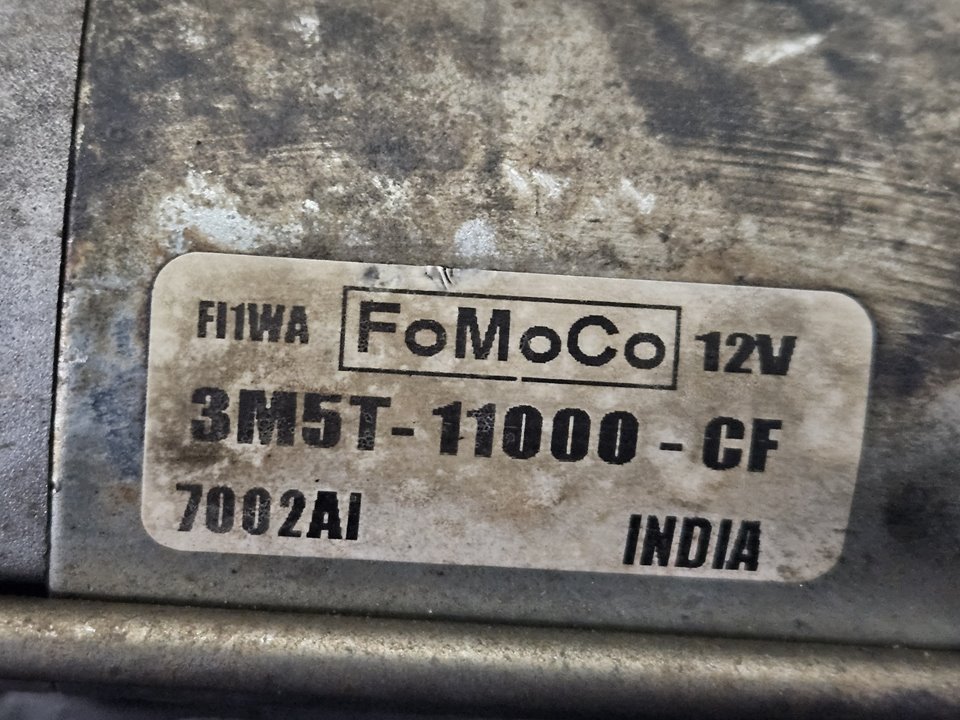 FI1WA FoMoCo 12V
3M5T-11000-CF
7002AI INDIA